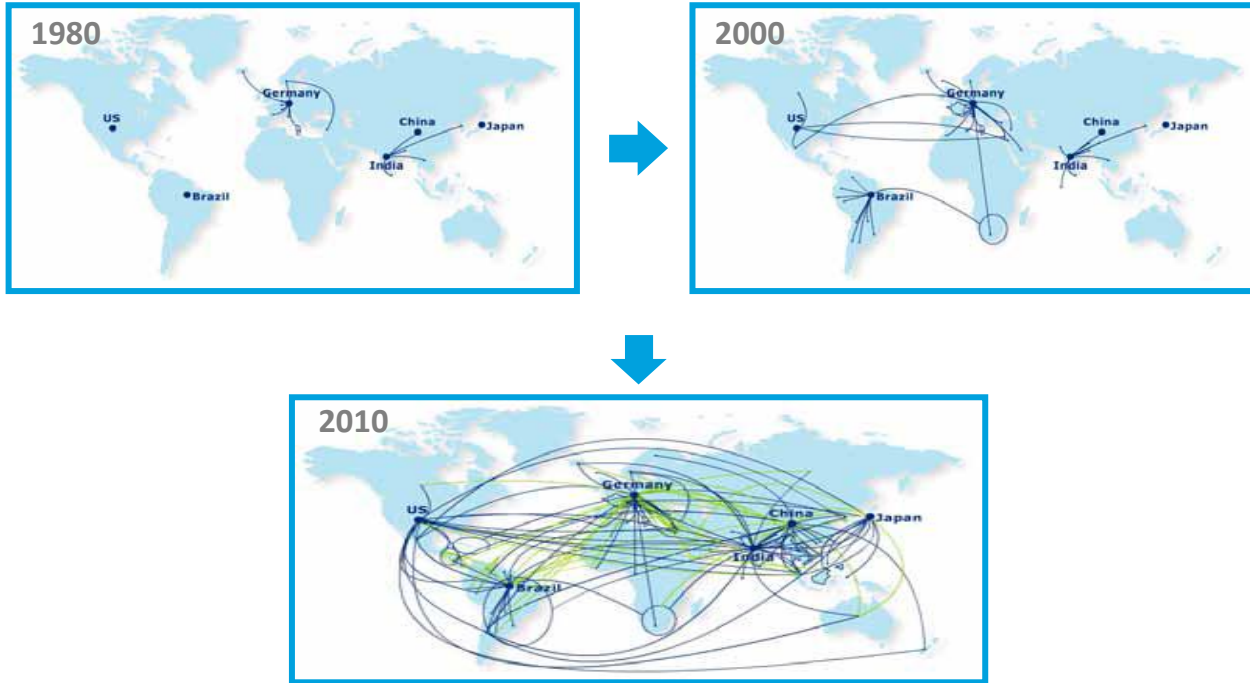 1980
Germany
US
China
Japan
India
Brazil
2000
Germany
US
China
Japan
India
Brazil
2010
Germany
US
China
Japan
India
Brazil